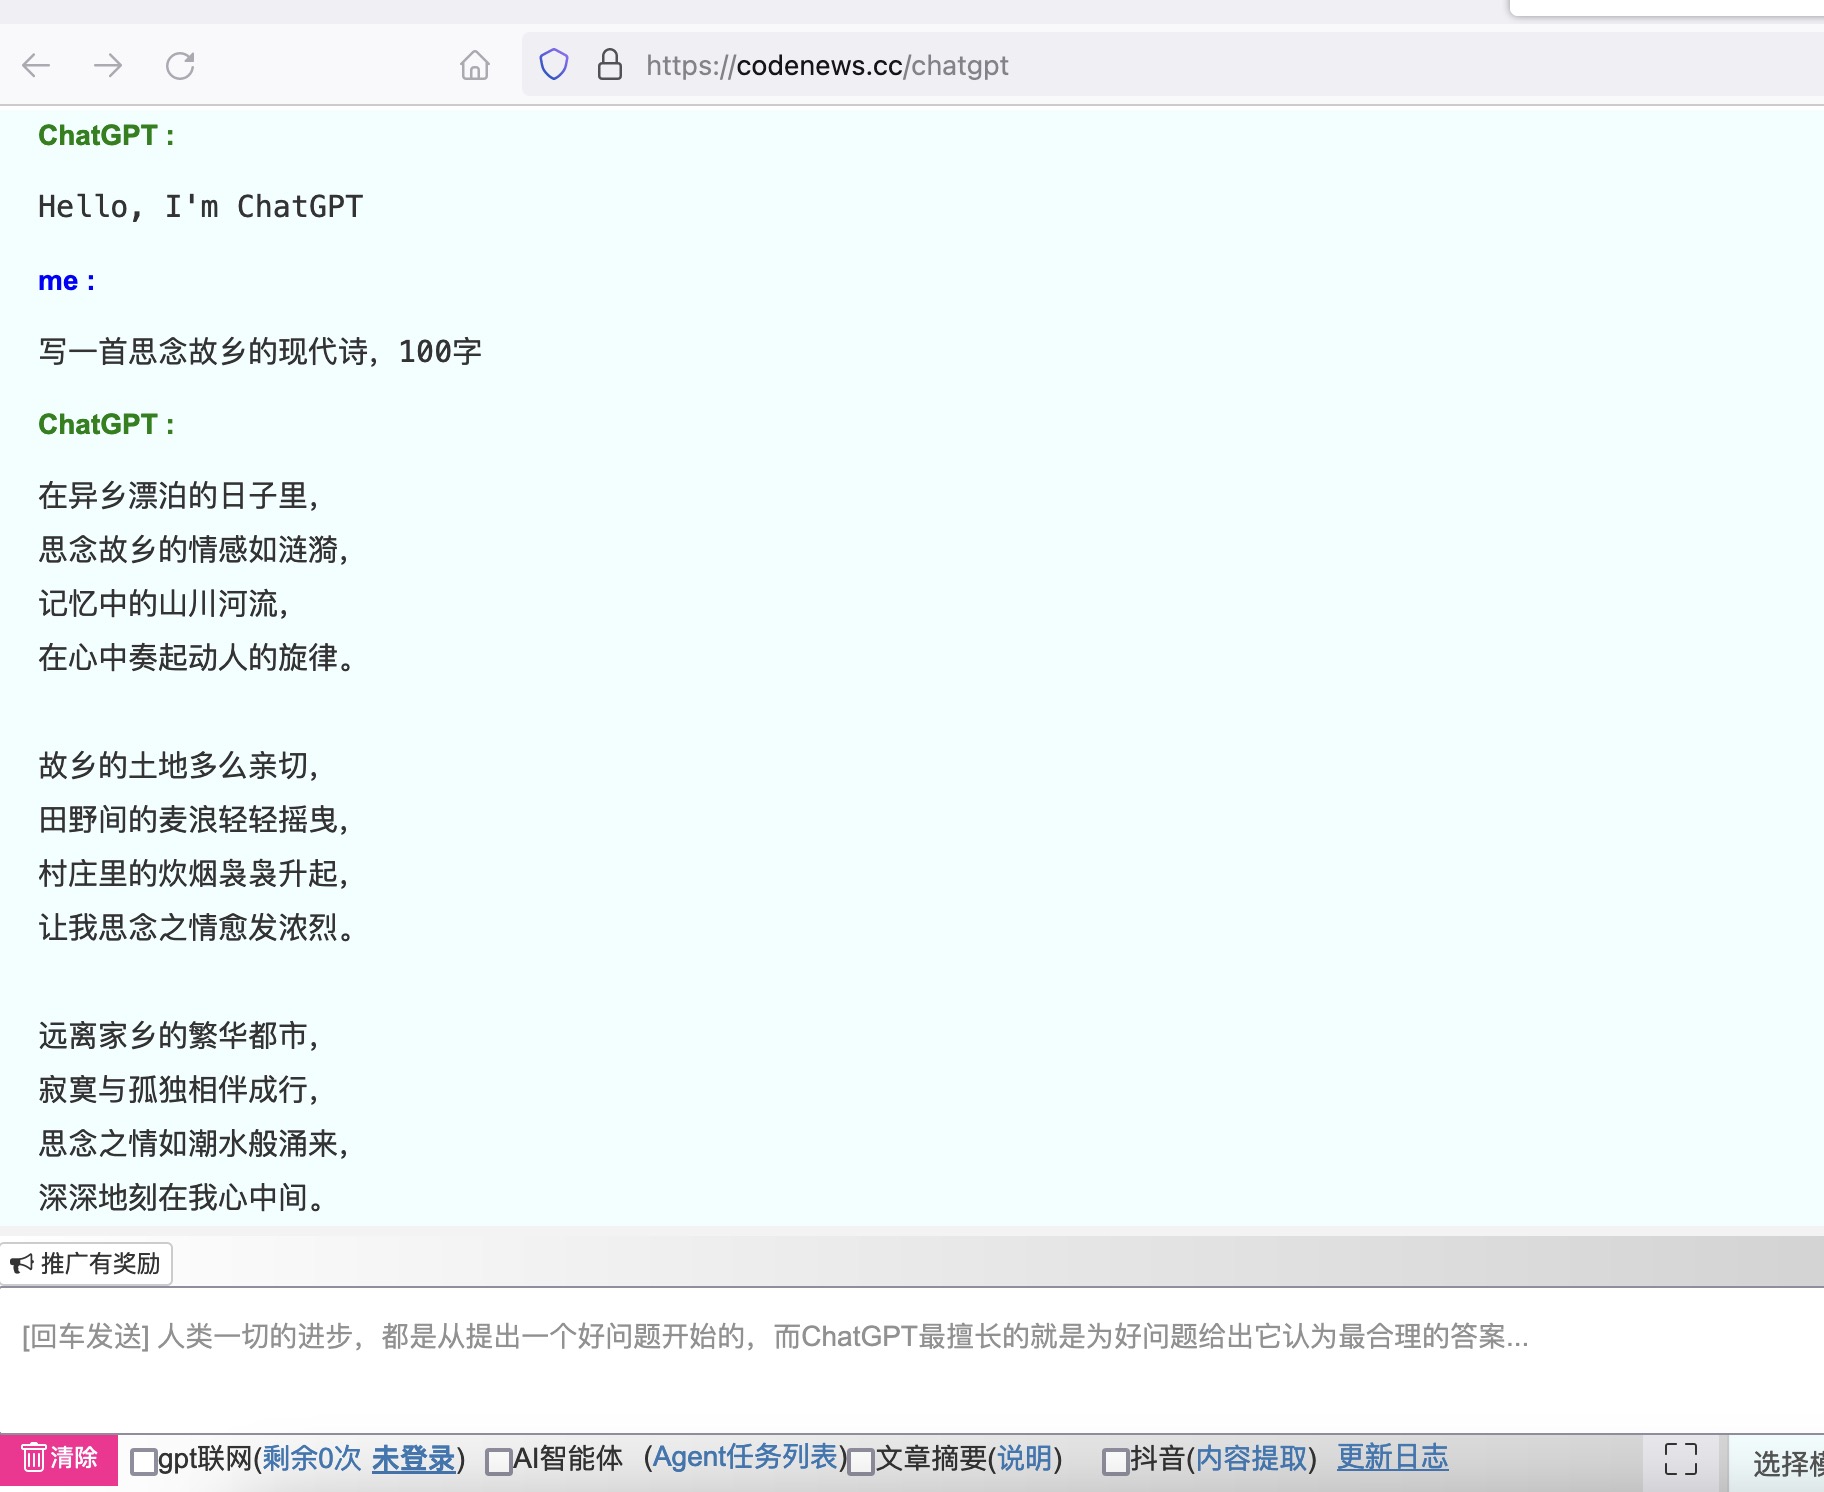 https://codenews.cc/chatgpt
ChatGPT :
Hello, I'm ChatGPT
me :
写一首思念故乡的现代诗，100字
ChatGPT :
在异乡漂泊的日子里，
思念故乡的情感如涟漪，
记忆中的山川河流，
在心中奏起动人的旋律。
故乡的土地多么亲切，
田野间的麦浪轻轻摇曳，
村庄里的炊烟袅袅升起，
让我思念之情愈发浓烈。
远离家乡的繁华都市，
寂寞与孤独相伴成行，
思念之情如潮水般涌来，
深深地刻在我心中间。
推广有奖励
[回车发送] 人类一切的进步，都是从提出一个好问题开始的，而ChatGPT最擅长的就是为好问题给出它认为最合理的答案...
清除 gpt联网(剩余0次 未登录) AI智能体 (Agent任务列表) 文章摘要(说明) 抖音(内容提取) 更新日志 选择模